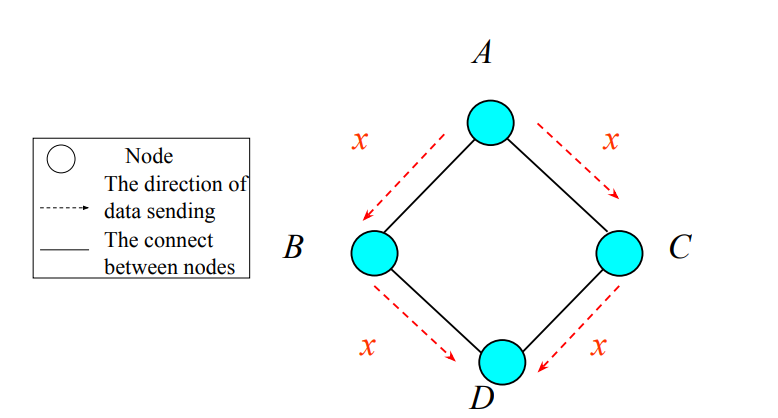 A
x
x
Node
The direction of
data sending
The connect
between nodes
B
C
x
x
D